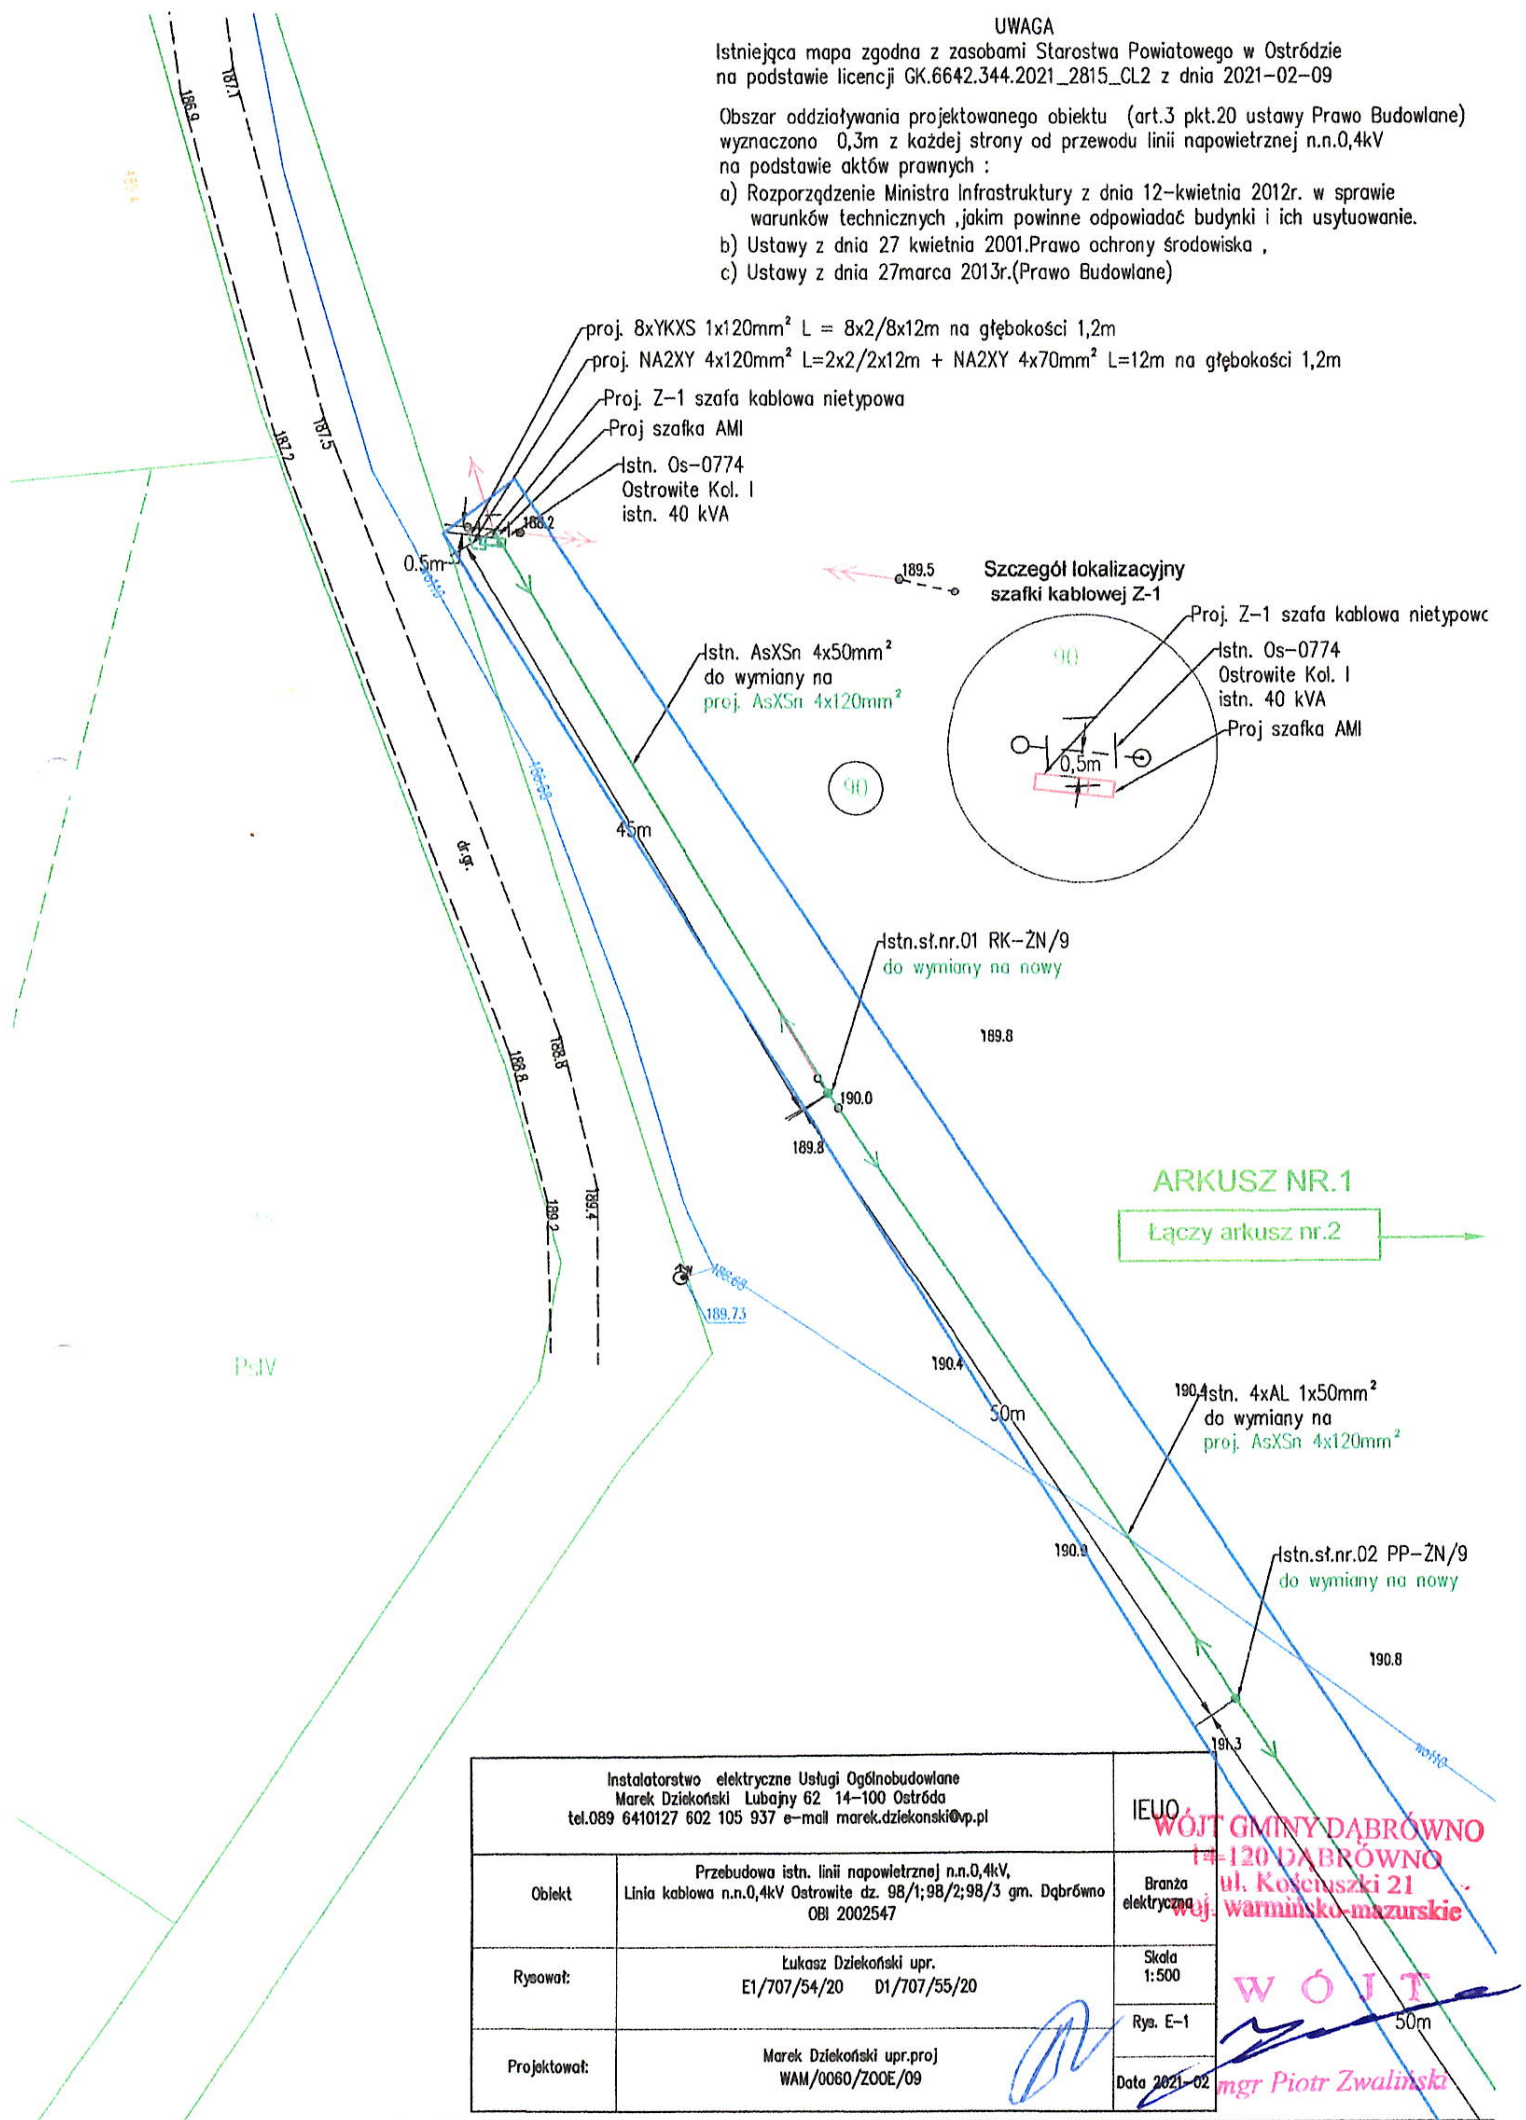 UWAGA
Istniejąca mapa zgodna z zasobami Starostwa Powiatowego w Ostródzie
na podstawie licencji GK.6642.344.2021_2815_CL2 z dnia 2021-02-09
Obszar oddziaływania projektowanego obiektu (art.3 pkt.20 ustawy Prawo Budowlane)
wyznaczono 0,3m z każdej strony od przewodu linii napowietrznej n.n.0,4kV
na podstawie aktów prawnych :
a) Rozporządzenie Ministra Infrastruktury z dnia 12-kwietnia 2012r. w sprawie
warunków technicznych ,jakim powinne odpowiadać budynki i ich usytuowanie.
b) Ustawy z dnia 27 kwietnia 2001.Prawo ochrony środowiska ,
c) Ustawy z dnia 27marca 2013r.(Prawo Budowlane)
186.9
187.1
proj. 8xYKXS 1x120mm² L = 8x2/8x12m na głębokości 1,2m
proj. NA2XY 4x120mm² L=2x2/2x12m + NA2XY 4x70mm² L=12m na głębokości 1,2m
Proj. Z-1 szafa kablowa nietypowa
Proj szafka AMI
Istn. Os-0774
Ostrowite Kol. I
istn. 40 kVA
187.2
187.5
188.2
0.5m
wo110
189.5
Szczegół lokalizacyjny
szafki kablowej Z-1
Proj. Z-1 szafa kablowa nietypowa
90
Istn. Os-0774
Ostrowite Kol. I
istn. 40 kVA
Proj szafka AMI
0,5m
Istn. AsXSn 4x50mm²
do wymiany na
proj. AsXSn 4x120mm²
90
186.68
45m
dr.gr.
Istn.sł.nr.01 RK-ŻN/9
do wymiany na nowy
189.8
188.8
188.8
190.0
189.8
189.2
189.4
ARKUSZ NR.1
Łączy arkusz nr.2
188.68
189.73
PsIV
190.4
50m
190.4
Istn. 4xAL 1x50mm²
do wymiany na
proj. AsXSn 4x120mm²
190.9
Istn.sł.nr.02 PP-ŻN/9
do wymiany na nowy
190.8
191.3
wo110
Instalatorstwo elektryczne Usługi Ogólnobudowlane
Marek Dziekoński Lubajny 62 14-100 Ostróda
tel.089 6410127 602 105 937 e-mail marek.dziekonski@vp.pl
IEUO
Obiekt
Przebudowa istn. linii napowietrznej n.n.0,4kV,
Linia kablowa n.n.0,4kV Ostrowite dz. 98/1;98/2;98/3 gm. Dąbrówno
OBI 2002547
Branża
elektryczna
Rysował:
Łukasz Dziekoński upr.
E1/707/54/20 D1/707/55/20
Skala
1:500
Rys. E-1
Projektował:
Marek Dziekoński upr.proj
WAM/0060/ZOOE/09
Data 2021-02
WÓJT GMINY DĄBRÓWNO
14-120 DĄBRÓWNO
ul. Kościuszki 21
woj. warmińsko-mazurskie
WÓJT
50m
mgr Piotr Zwaliński